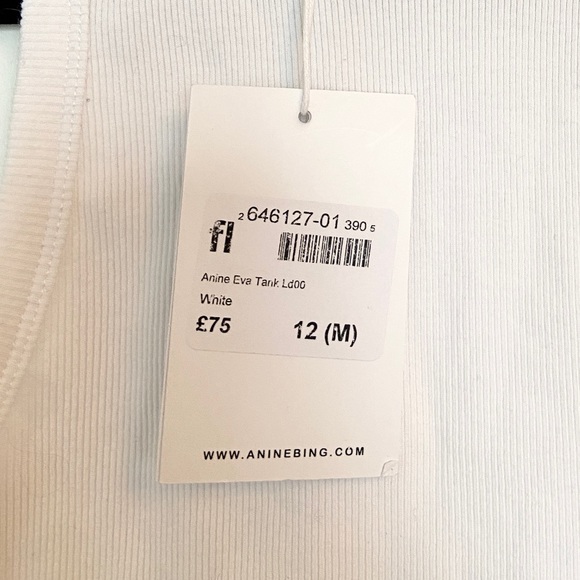 2 646127-01 390 5
fl
Anine Eva Tank Ld00
White
£75 12 (M)
WWW.ANINEBING.COM